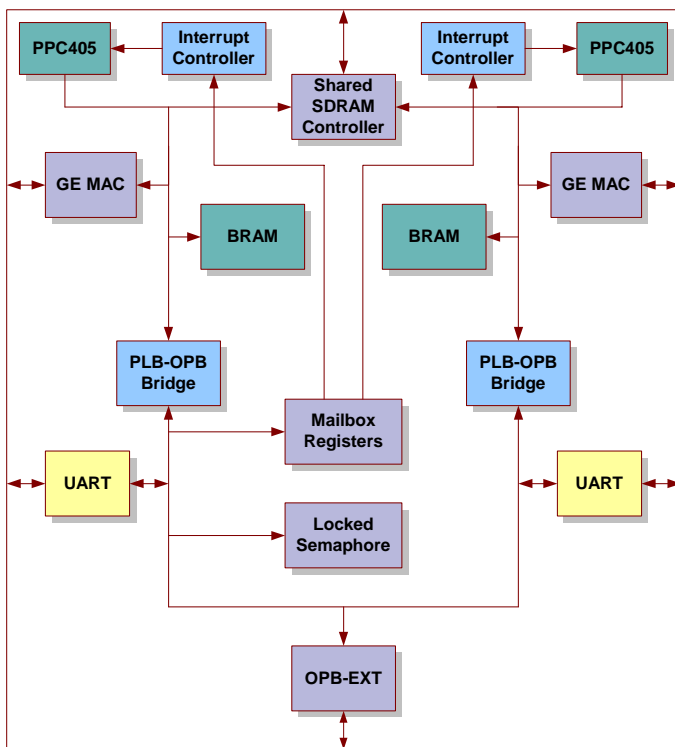 PPC405
Interrupt
Controller
Interrupt
Controller
PPC405
Shared
SDRAM
Controller
GE MAC
GE MAC
BRAM
BRAM
PLB-OPB
Bridge
PLB-OPB
Bridge
Mailbox
Registers
UART
UART
Locked
Semaphore
OPB-EXT